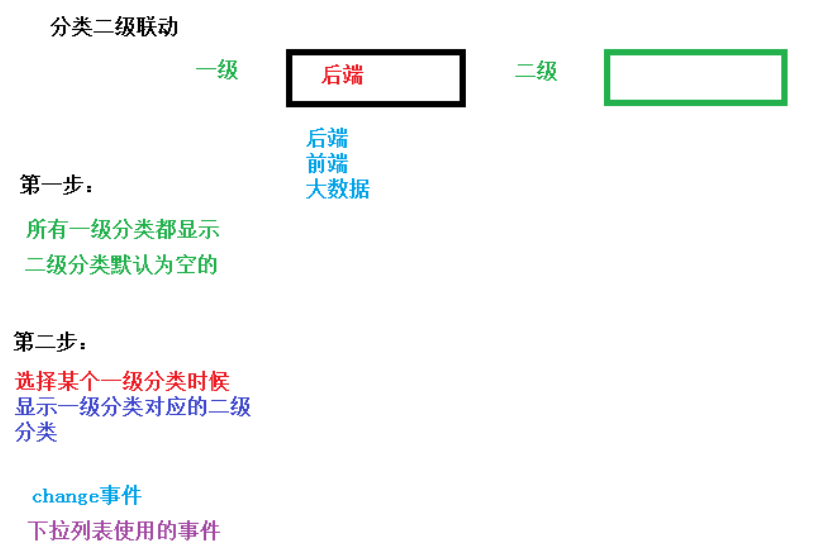 分类二级联动
一级
后端
二级
后端
前端
大数据
第一步：
所有一级分类都显示
二级分类默认为空的
第二步：
选择某个一级分类时候
显示一级分类对应的二级
分类
change事件
下拉列表使用的事件